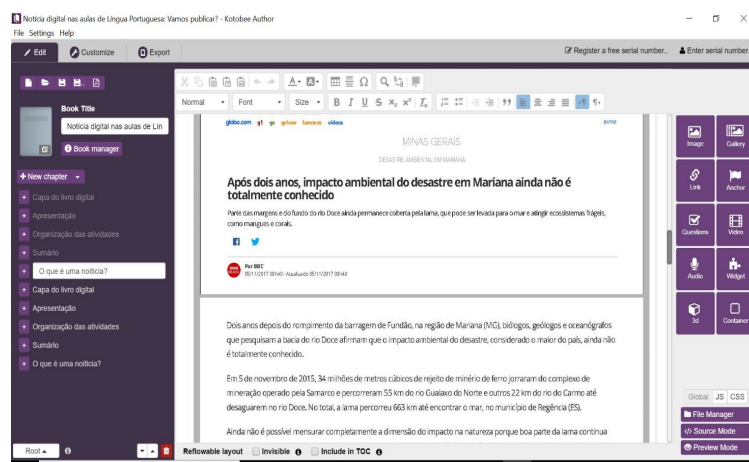 Notícia digital nas aulas de Língua Portuguesa: Vamos publicar? - Kotobee Author
File Settings Help
Edit Customize Export
Register a free serial number... Enter serial number
Book Title
Notícia digital nas aulas de Lin
Book manager
New chapter
Capa do livro digital
Apresentação
Organização das atividades
Sumário
O que é uma noiticia?
Capa do livro digital
Apresentação
Organização das atividades
Sumário
O que é uma noiticia?
Root
Normal Font Size
globo.com g1 ge gshow famosos vídeos ENTRE
MINAS GERAIS
DESASTRE AMBIENTAL EM MARIANA
Após dois anos, impacto ambiental do desastre em Mariana ainda não é
totalmente conhecido
Parte das margens e do fundo do rio Doce ainda permanece coberta pela lama, que pode ser levada para o mar e atingir ecossistemas frágeis,
como mangues e corais.
Por BBC
05/11/2017 00h40 · Atualizado 05/11/2017 00h40
Dois anos depois do rompimento da barragem de Fundão, na região de Mariana (MG), biólogos, geólogos e oceanógrafos
que pesquisam a bacia do rio Doce afirmam que o impacto ambiental do desastre, considerado o maior do país, ainda não
é totalmente conhecido.
Em 5 de novembro de 2015, 34 milhões de metros cúbicos de rejeito de minério de ferro jorraram do complexo de
mineração operado pela Samarco e percorreram 55 km do rio Gualaxo do Norte e outros 22 km do rio do Carmo até
desaguarem no rio Doce. No total, a lama percorreu 663 km até encontrar o mar, no município de Regência (ES).
Ainda não é possível mensurar completamente a dimensão do impacto na natureza porque boa parte da lama continua
Reflowable layout Invisible Include in TOC
Image Gallery
Link Anchor
Questions Video
Audio Widget
3d Container
Global JS CSS
File Manager
Source Mode
Preview Mode